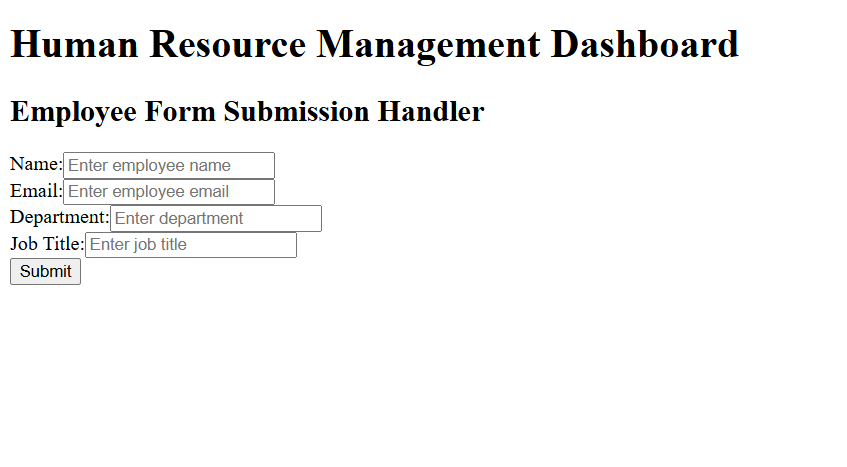 Human Resource Management Dashboard
Employee Form Submission Handler
Name: Enter employee name
Email: Enter employee email
Department: Enter department
Job Title: Enter job title
Submit